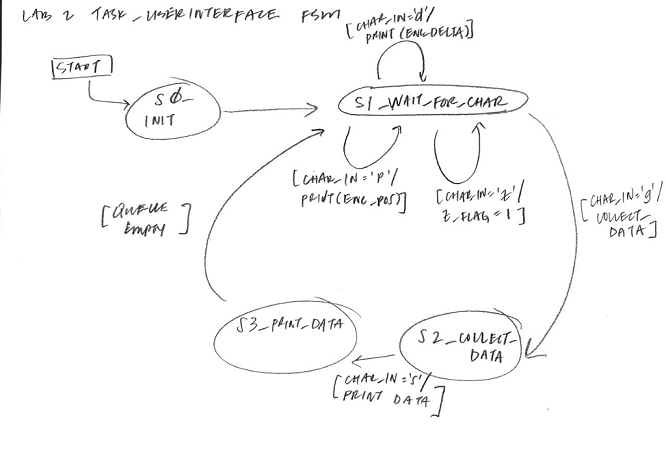 LAB 2 TASK_USERINTERFACE FSM
[CHAR_IN='d'/
PRINT(ENC_DELTA)]
START
S0_
INIT
S1_WAIT_FOR_CHAR
[CHAR_IN='P'/
PRINT(ENC_POS)]
[CHAR_IN='Z'/
Z_FLAG=1]
[CHAR_IN='g'/
COLLECT_
DATA]
[QUEUE
EMPTY]
S3_PRINT_DATA
S2_COLLECT_
DATA
[CHAR_IN='S'/
PRINT DATA]